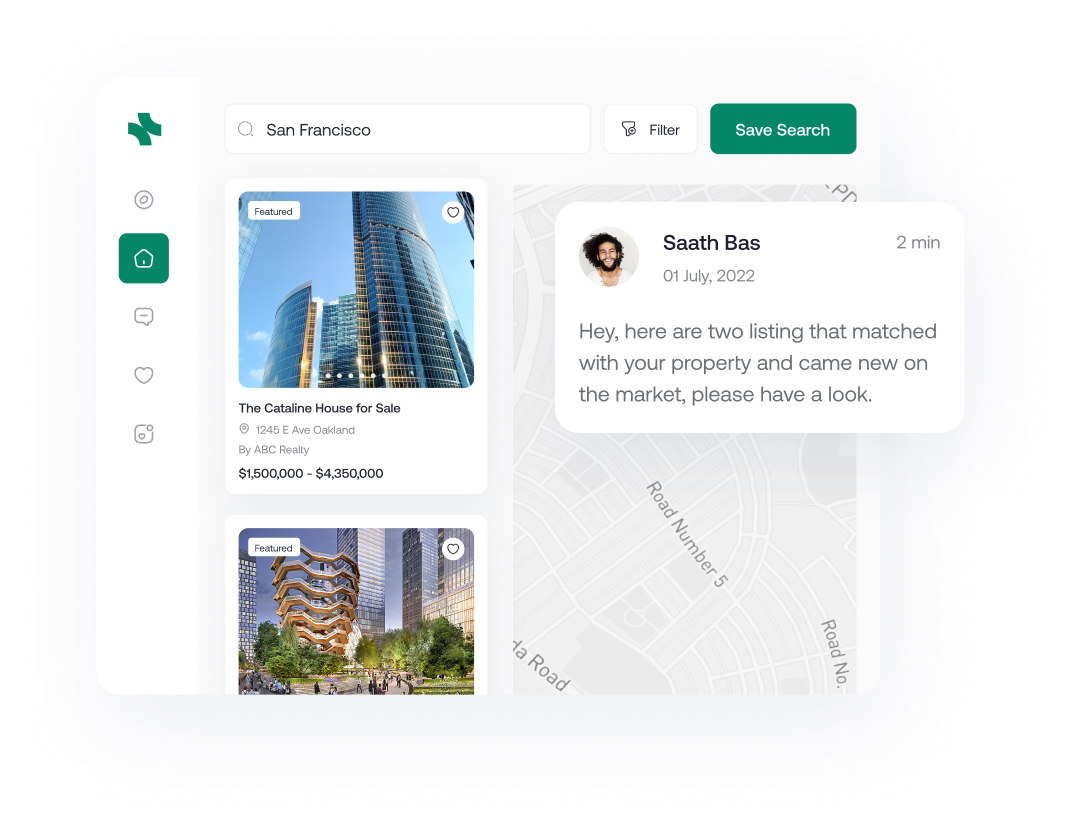 San Francisco
Filter
Save Search
Featured
The Cataline House for Sale
1245 E Ave Oakland
By ABC Realty
$1,500,000 - $4,350,000
Featured
Saath Bas
2 min
01 July, 2022
Hey, here are two listing that matched
with your property and came new on
the market, please have a look.
Road Number 5
Road No.
Road